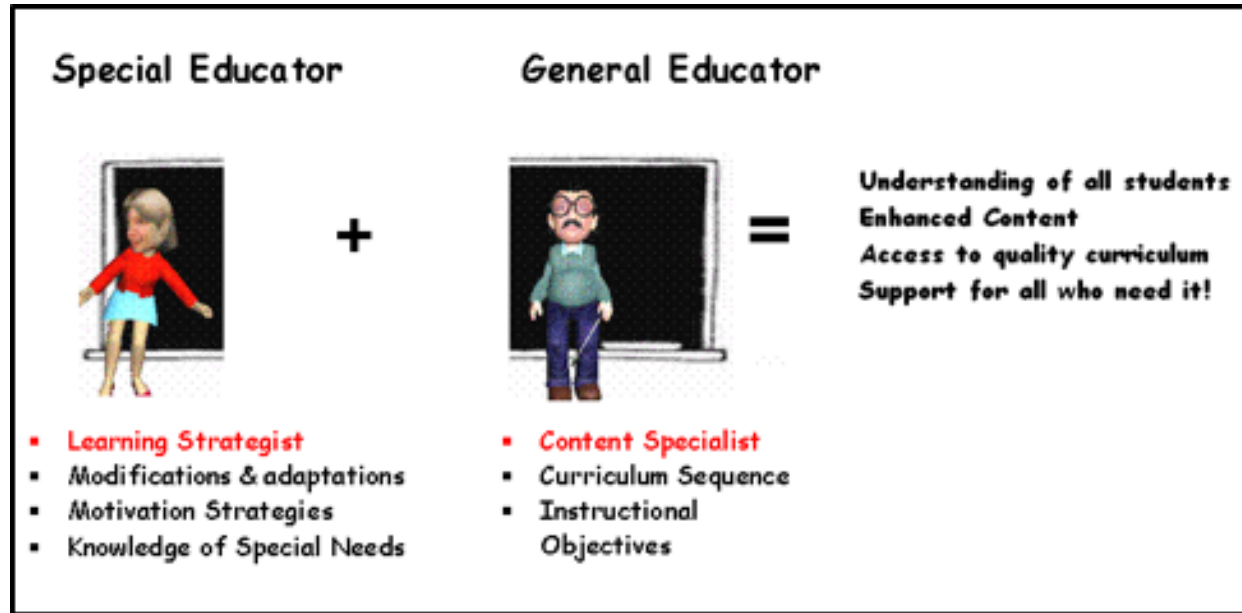 Special Educator
General Educator
+
=
Understanding of all students
Enhanced Content
Access to quality curriculum
Support for all who need it!
▪ Learning Strategist
▪ Modifications & adaptations
▪ Motivation Strategies
▪ Knowledge of Special Needs
▪ Content Specialist
▪ Curriculum Sequence
▪ Instructional
Objectives